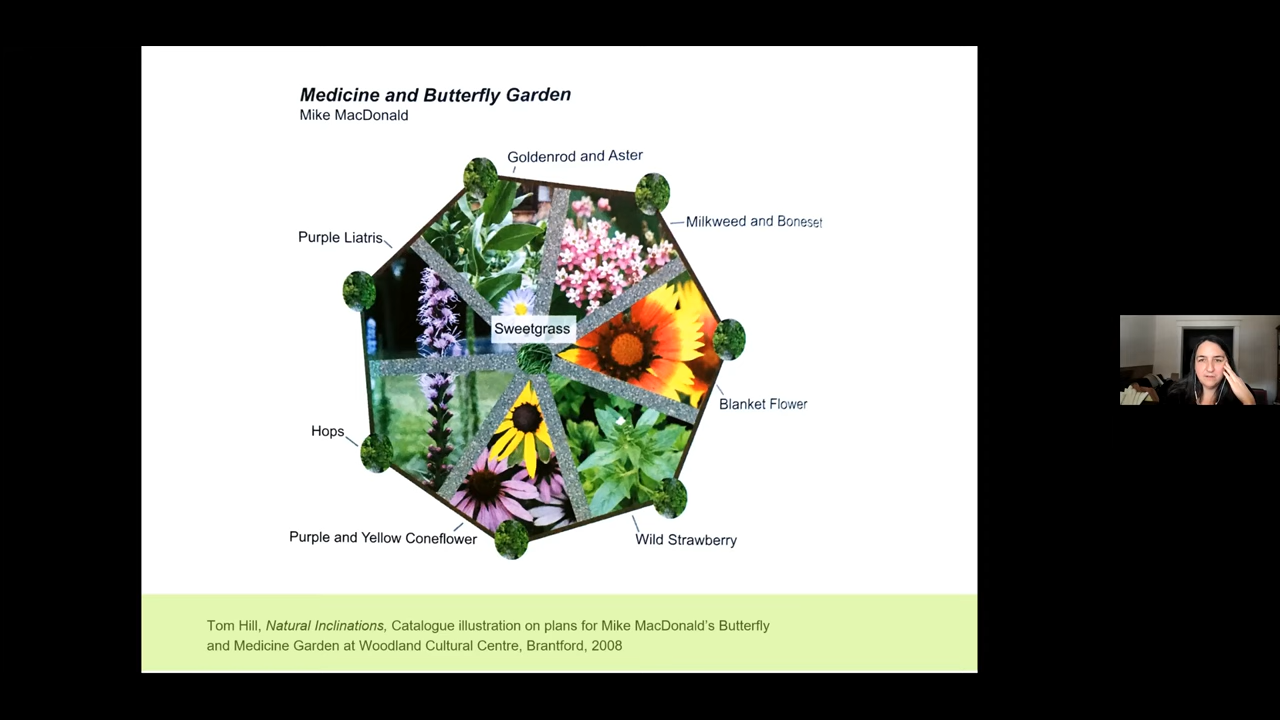 Medicine and Butterfly Garden
Mike MacDonald
Goldenrod and Aster
Milkweed and Boneset
Purple Liatris
Sweetgrass
Blanket Flower
Hops
Purple and Yellow Coneflower
Wild Strawberry
Tom Hill, Natural Inclinations, Catalogue illustration on plans for Mike MacDonald's Butterfly
and Medicine Garden at Woodland Cultural Centre, Brantford, 2008